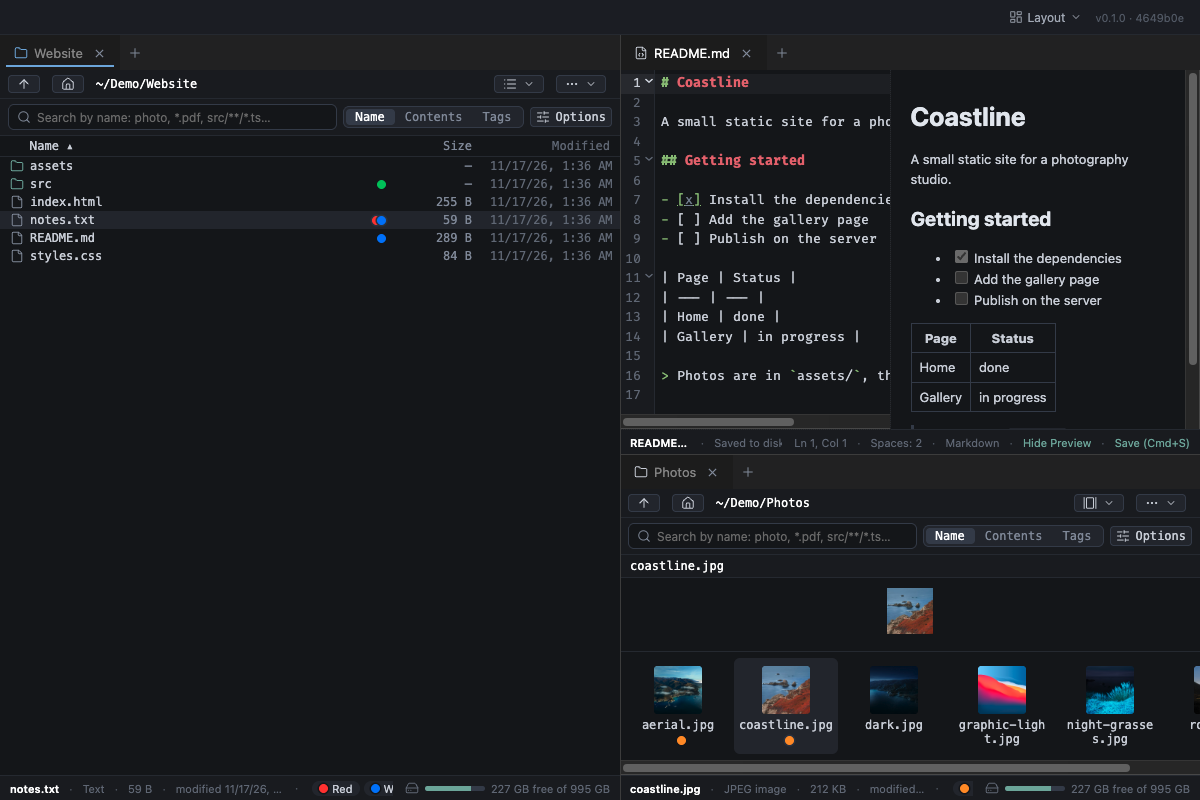 Layout v0.1.0 · 4649b0e
Website
~/Demo/Website
Search by name: photo, *.pdf, src/**/*.ts...
Name Contents Tags Options
Name ▲ Size Modified
assets — 11/17/26, 1:36 AM
src — 11/17/26, 1:36 AM
index.html 255 B 11/17/26, 1:36 AM
notes.txt 59 B 11/17/26, 1:36 AM
README.md 289 B 11/17/26, 1:36 AM
styles.css 84 B 11/17/26, 1:36 AM
notes.txt · Text · 59 B · modified 11/17/26, ... · Red W 227 GB free of 995 GB
README.md
1 # Coastline
2
3 A small static site for a pho
4
5 ## Getting started
6
7 - [x] Install the dependencie
8 - [ ] Add the gallery page
9 - [ ] Publish on the server
10
11 | Page | Status |
12 | --- | --- |
13 | Home | done |
14 | Gallery | in progress |
15
16 > Photos are in `assets/`, th
17
Coastline
A small static site for a photography
studio.
Getting started
• Install the dependencies
• Add the gallery page
• Publish on the server
Page Status
Home done
Gallery in progress
README... · Saved to disk Ln 1, Col 1 · Spaces: 2 · Markdown · Hide Preview · Save (Cmd+S)
Photos
~/Demo/Photos
Search by name: photo, *.pdf, src/**/*.ts...
Name Contents Tags Options
coastline.jpg
aerial.jpg
coastline.jpg
dark.jpg
graphic-ligh
t.jpg
night-grasse
s.jpg
coastline.jpg · JPEG image · 212 KB · modified... · 227 GB free of 995 GB